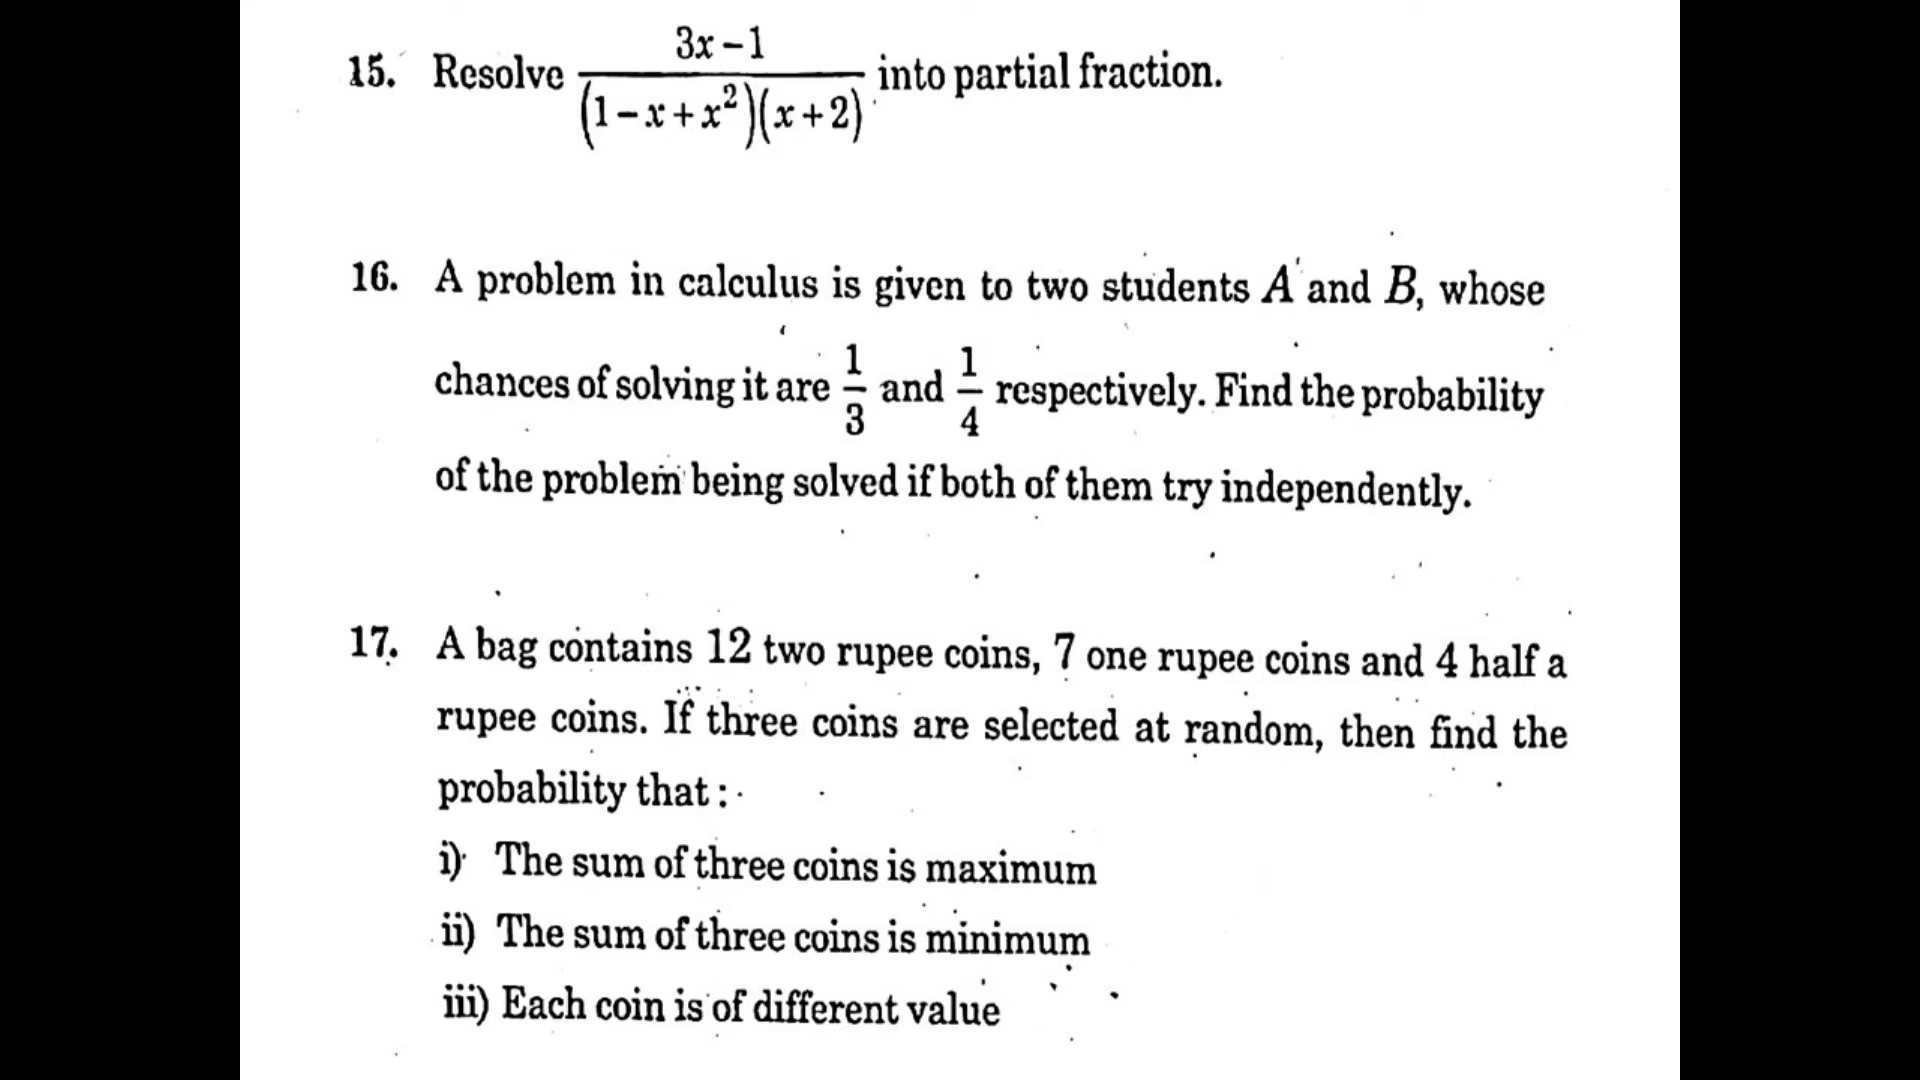 15. Resolve \frac{3x-1}{(1-x+x^2)(x+2)} into partial fraction.
16. A problem in calculus is given to two students A and B, whose
chances of solving it are \frac{1}{3} and \frac{1}{4} respectively. Find the probability
of the problem being solved if both of them try independently.
17. A bag contains 12 two rupee coins, 7 one rupee coins and 4 half a
rupee coins. If three coins are selected at random, then find the
probability that :
i) The sum of three coins is maximum
ii) The sum of three coins is minimum
iii) Each coin is of different value